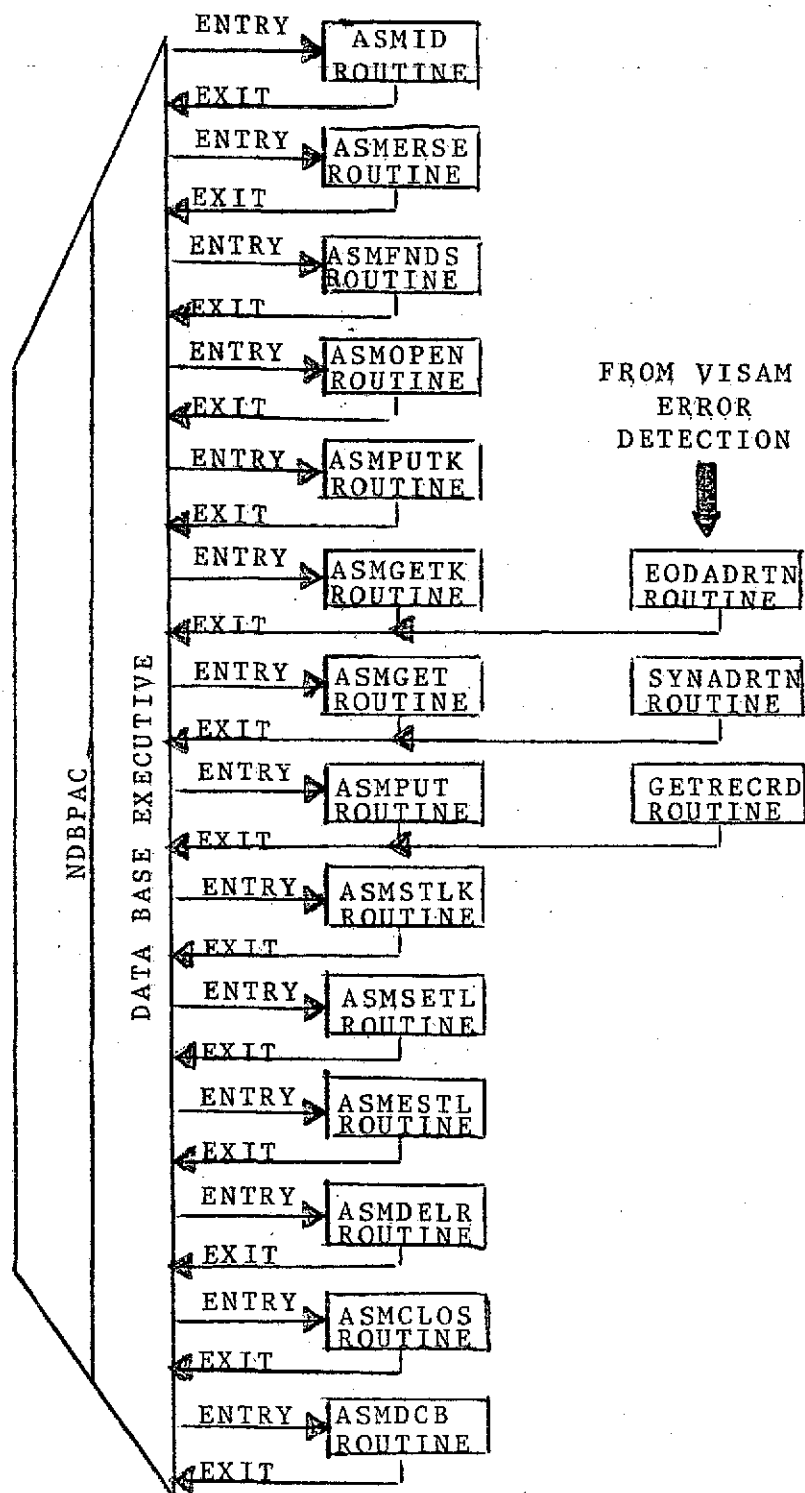 ENTRY
ASMID
ROUTINE
EXIT
ENTRY
ASMERSE
ROUTINE
EXIT
ENTRY
ASMFNDS
ROUTINE
EXIT
ENTRY
ASMOPEN
ROUTINE
EXIT
FROM VISAM
ERROR
DETECTION
ENTRY
ASMPUTK
ROUTINE
EXIT
ENTRY
ASMGETK
ROUTINE
EODADRTN
ROUTINE
EXIT
ENTRY
ASMGET
ROUTINE
SYNADRTN
ROUTINE
EXIT
ENTRY
ASMPUT
ROUTINE
GETRECRD
ROUTINE
EXIT
NDBPAC
DATA BASE EXECUTIVE
ENTRY
ASMSTLK
ROUTINE
EXIT
ENTRY
ASMSETL
ROUTINE
EXIT
ENTRY
ASMESTL
ROUTINE
EXIT
ENTRY
ASMDELR
ROUTINE
EXIT
ENTRY
ASMCLOS
ROUTINE
EXIT
ENTRY
ASMDCB
ROUTINE
EXIT